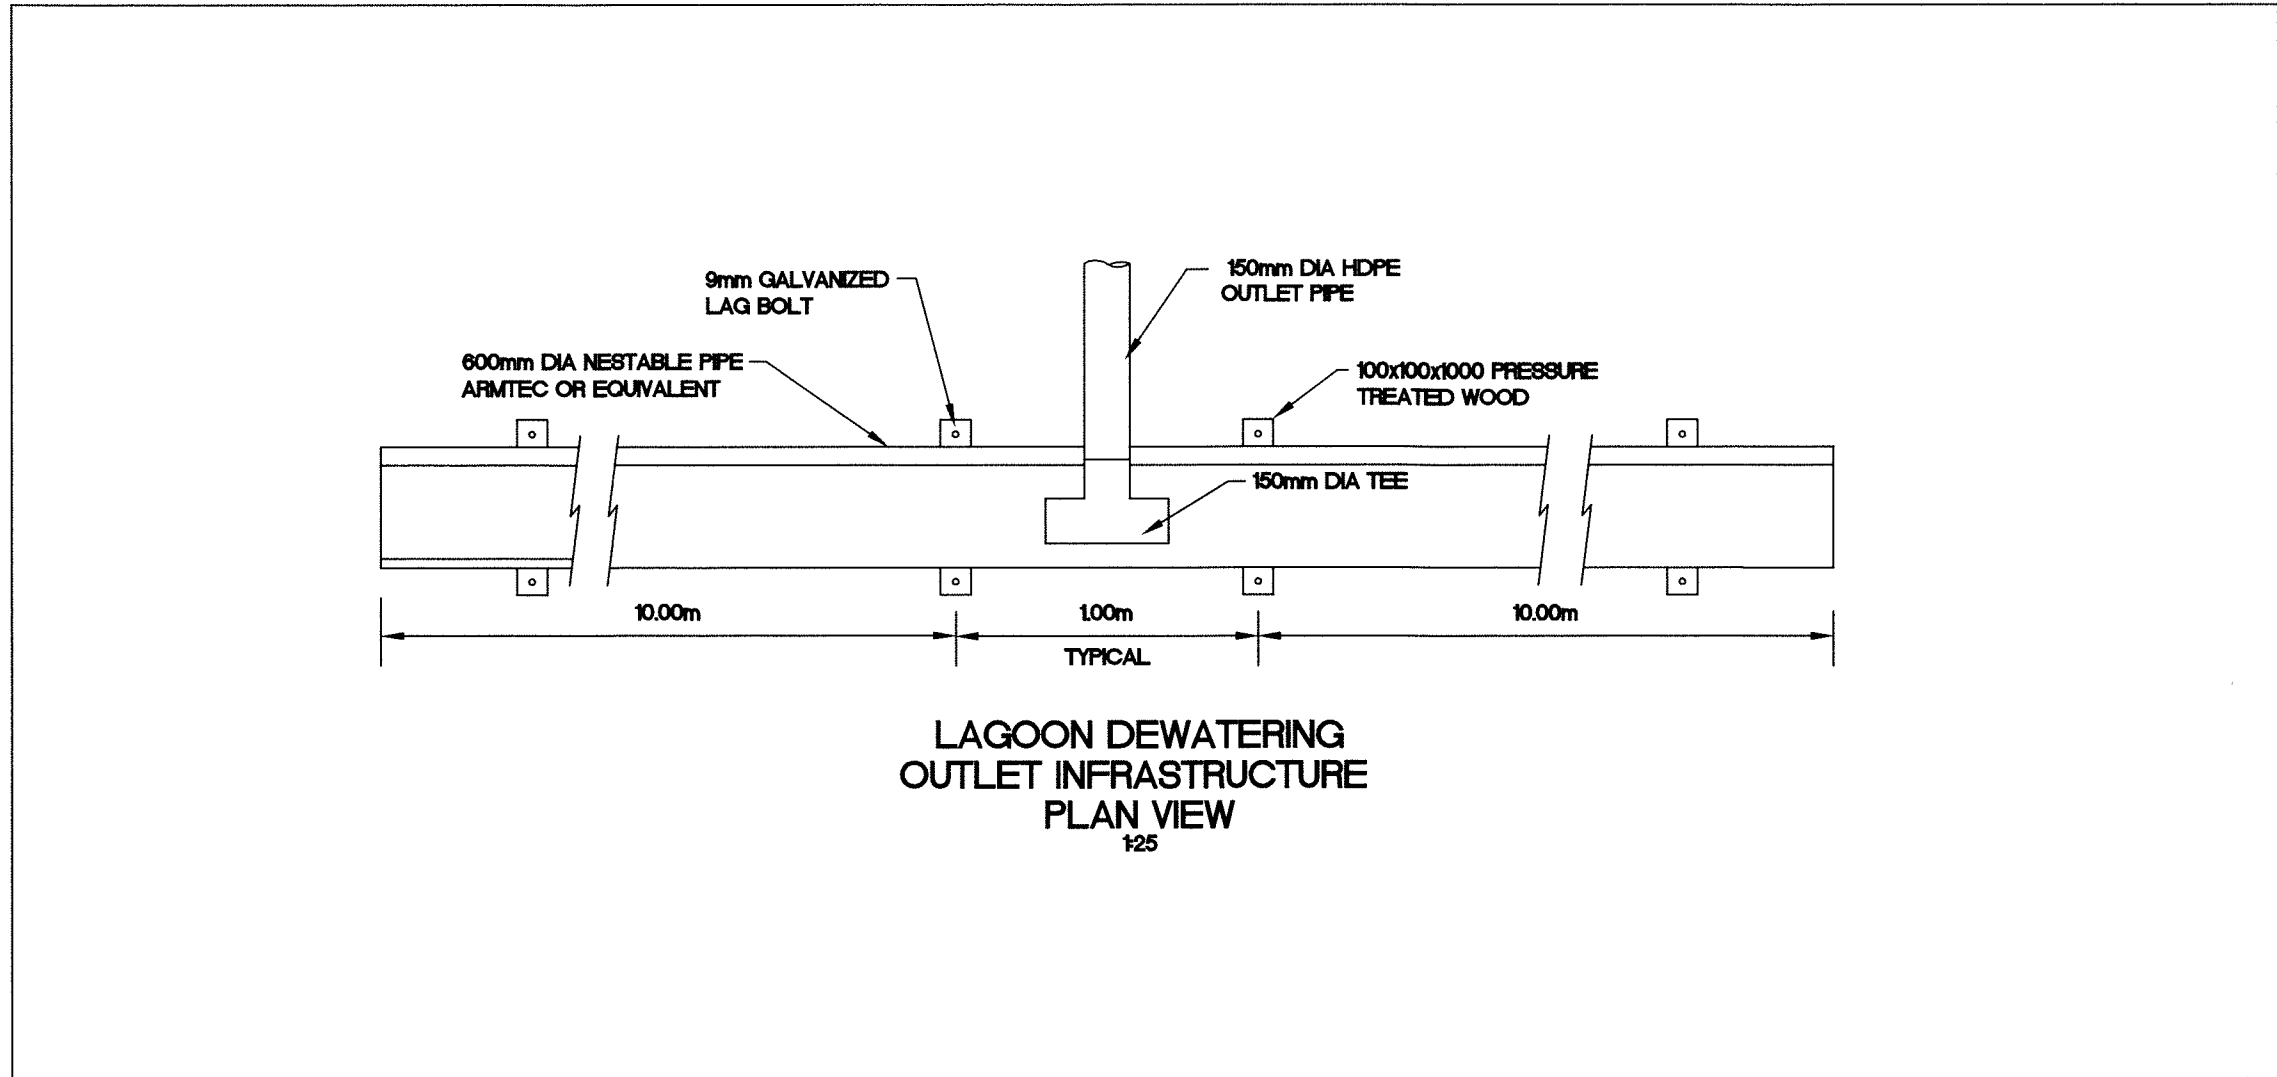 9mm GALVANIZED
LAG BOLT
150mm DIA HDPE
OUTLET PIPE
600mm DIA NESTABLE PIPE
ARMTEC OR EQUIVALENT
100x100x1000 PRESSURE
TREATED WOOD
150mm DIA TEE
10.00m
1.00m
10.00m
TYPICAL
LAGOON DEWATERING
OUTLET INFRASTRUCTURE
PLAN VIEW
1:25